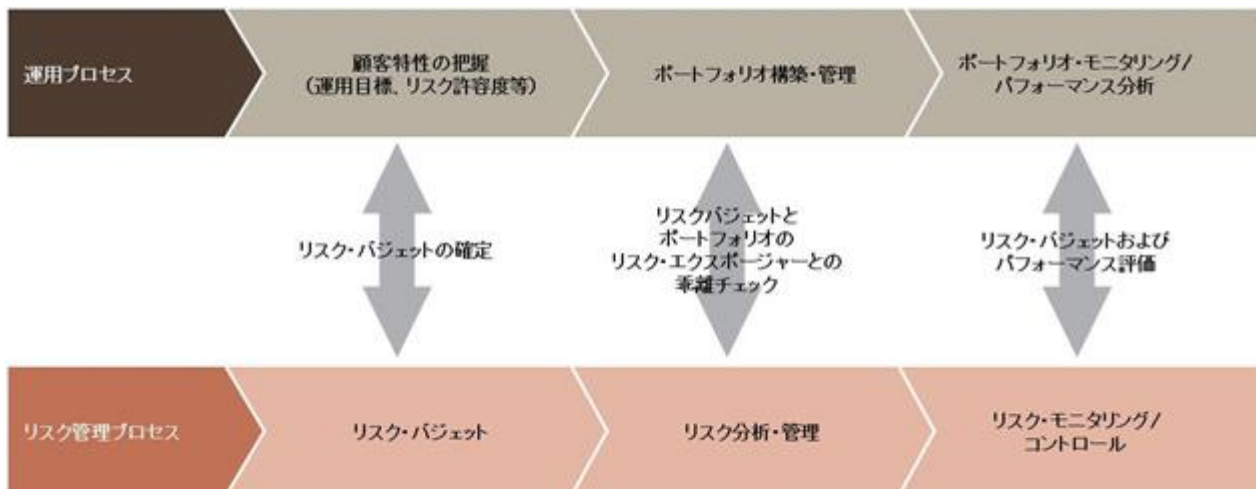 運用プロセス
顧客特性の把握
(運用目標、リスク許容度等)
ポートフォリオ構築・管理
ポートフォリオ・モニタリング/
パフォーマンス分析
リスク・バジェットの確定
リスクバジェットと
ポートフォリオの
リスク・エクスポージャーとの
乖離チェック
リスク・バジェットおよび
パフォーマンス評価
リスク管理プロセス
リスク・バジェット
リスク分析・管理
リスク・モニタリング/
コントロール